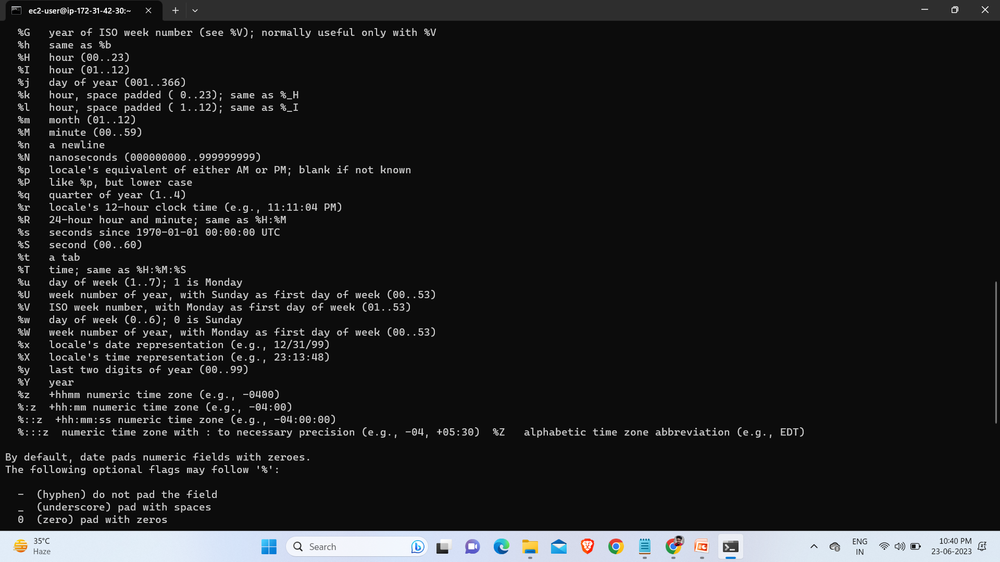 ec2-user@ip-172-31-42-30:~
%G   year of ISO week number (see %V); normally useful only with %V
%h   same as %b
%H   hour (00..23)
%I   hour (01..12)
%j   day of year (001..366)
%k   hour, space padded ( 0..23); same as %_H
%l   hour, space padded ( 1..12); same as %_I
%m   month (01..12)
%M   minute (00..59)
%n   a newline
%N   nanoseconds (000000000..999999999)
%p   locale's equivalent of either AM or PM; blank if not known
%P   like %p, but lower case
%q   quarter of year (1..4)
%r   locale's 12-hour clock time (e.g., 11:11:04 PM)
%R   24-hour hour and minute; same as %H:%M
%s   seconds since 1970-01-01 00:00:00 UTC
%S   second (00..60)
%t   a tab
%T   time; same as %H:%M:%S
%u   day of week (1..7); 1 is Monday
%U   week number of year, with Sunday as first day of week (00..53)
%V   ISO week number, with Monday as first day of week (01..53)
%w   day of week (0..6); 0 is Sunday
%W   week number of year, with Monday as first day of week (00..53)
%x   locale's date representation (e.g., 12/31/99)
%X   locale's time representation (e.g., 23:13:48)
%y   last two digits of year (00..99)
%Y   year
%z   +hhmm numeric time zone (e.g., -0400)
%:z  +hh:mm numeric time zone (e.g., -04:00)
%::z  +hh:mm:ss numeric time zone (e.g., -04:00:00)
%:::z  numeric time zone with : to necessary precision (e.g., -04, +05:30)  %Z   alphabetic time zone abbreviation (e.g., EDT)
By default, date pads numeric fields with zeroes.
The following optional flags may follow '%':
-  (hyphen) do not pad the field
_  (underscore) pad with spaces
0  (zero) pad with zeros
35°C
Haze
Search
ENG
IN
10:40 PM
23-06-2023